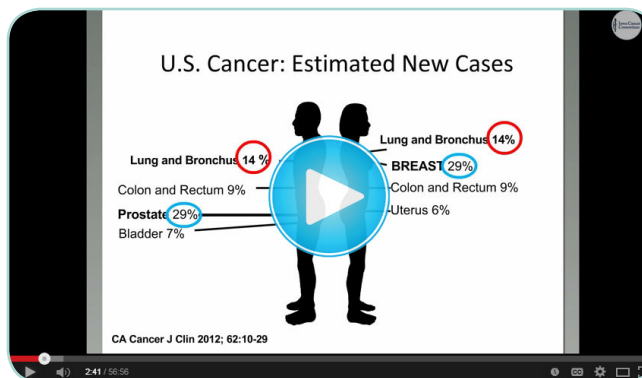 U.S. Cancer: Estimated New Cases
Lung and Bronchus 14 %
Colon and Rectum 9%
Prostate 29%
Bladder 7%
Lung and Bronchus 14%
BREAST 29%
Colon and Rectum 9%
Uterus 6%
CA Cancer J Clin 2012; 62:10-29
2:41 / 56:56
CC